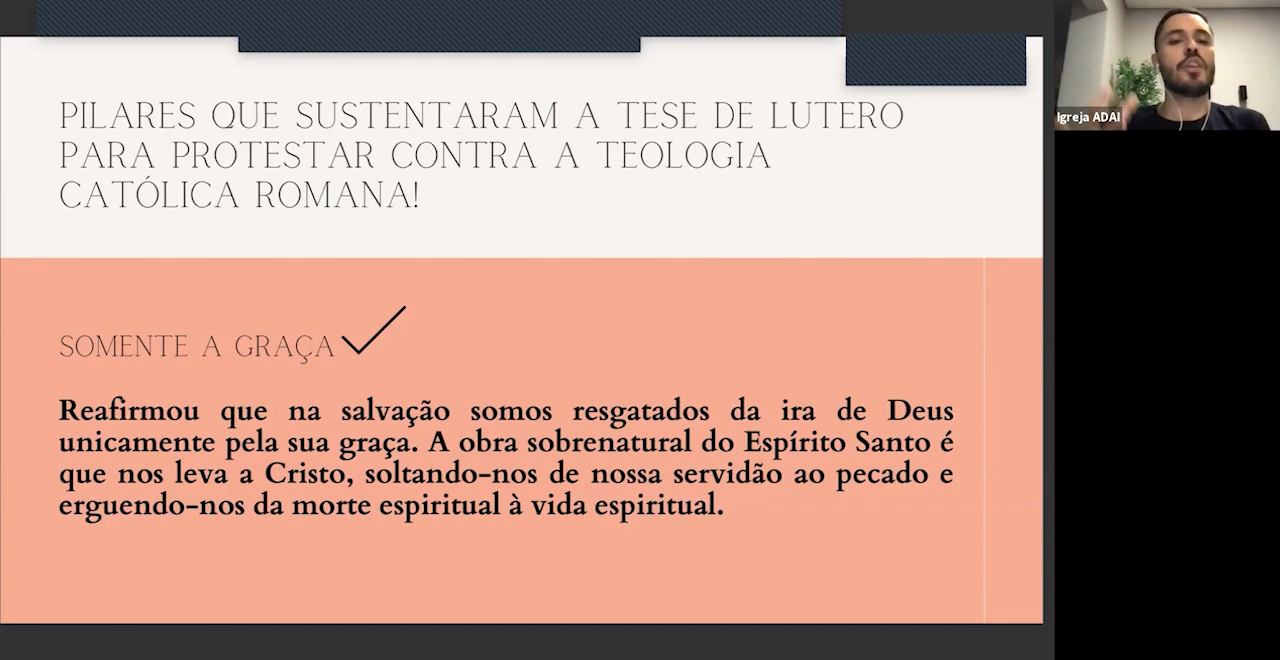 PILARES QUE SUSTENTARAM A TESE DE LUTERO
PARA PROTESTAR CONTRA A TEOLOGIA
CATÓLICA ROMANA!
SOMENTE A GRAÇA
Reafirmou que na salvação somos resgatados da ira de Deus
unicamente pela sua graça. A obra sobrenatural do Espírito Santo é
que nos leva a Cristo, soltando-nos de nossa servidão ao pecado e
erguendo-nos da morte espiritual à vida espiritual.
Igreja ADAI